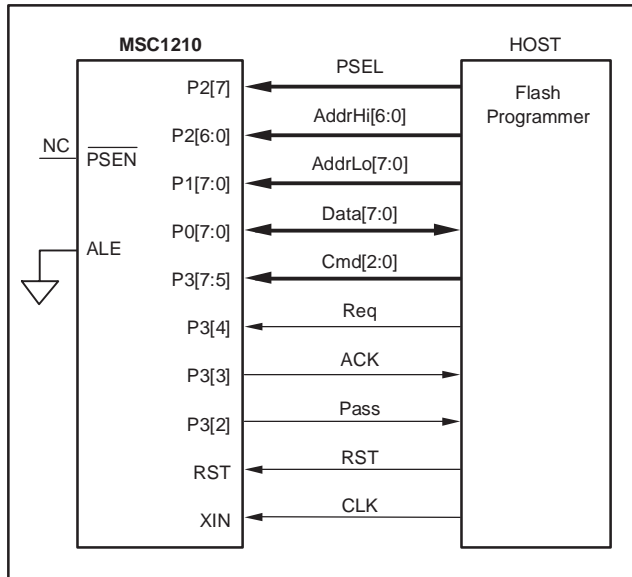 MSC1210 HOST
P2[7] PSEL Flash
Programmer
P2[6:0] AddrHi[6:0]
NC PSEN
P1[7:0] AddrLo[7:0]
P0[7:0] Data[7:0]
ALE
P3[7:5] Cmd[2:0]
P3[4] Req
P3[3] ACK
P3[2] Pass
RST RST
XIN CLK